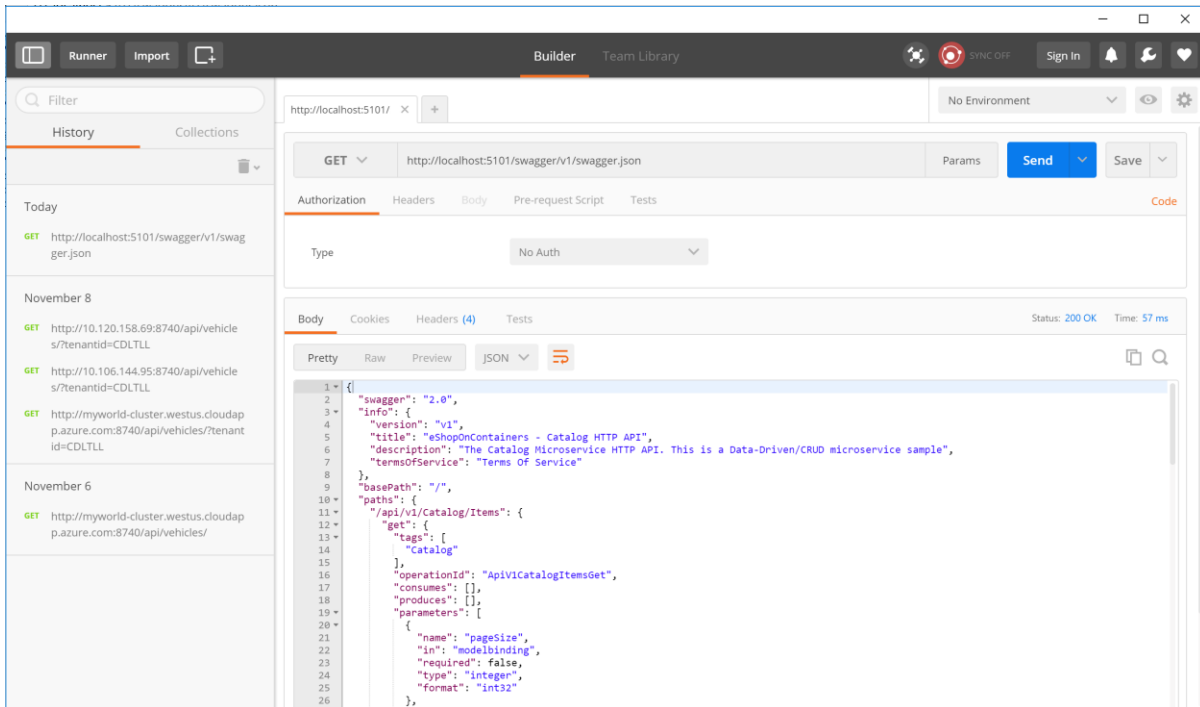 Runner
Import
Builder
Team Library
SYNC OFF
Sign In
Filter
History
Collections
Today
GET http://localhost:5101/swagger/v1/swag
ger.json
November 8
GET http://10.120.158.69:8740/api/vehicle
s/?tenantid=CDLTLL
GET http://10.106.144.95:8740/api/vehicle
s/?tenantid=CDLTLL
GET http://myworld-cluster.westus.cloudap
p.azure.com:8740/api/vehicles/?tenant
id=CDLTLL
November 6
GET http://myworld-cluster.westus.cloudap
p.azure.com:8740/api/vehicles/
http://localhost:5101/
No Environment
GET http://localhost:5101/swagger/v1/swagger.json Params Send Save
Authorization Headers Body Pre-request Script Tests Code
Type No Auth
Body Cookies Headers (4) Tests Status: 200 OK Time: 57 ms
Pretty Raw Preview JSON
1 {
2 "swagger": "2.0",
3 "info": {
4 "version": "v1",
5 "title": "eShopOnContainers - Catalog HTTP API",
6 "description": "The Catalog Microservice HTTP API. This is a Data-Driven/CRUD microservice sample",
7 "termsOfService": "Terms Of Service"
8 },
9 "basePath": "/",
10 "paths": {
11 "/api/v1/Catalog/Items": {
12 "get": {
13 "tags": [
14 "Catalog"
15 ],
16 "operationId": "ApiV1CatalogItemsGet",
17 "consumes": [],
18 "produces": [],
19 "parameters": [
20 {
21 "name": "pageSize",
22 "in": "modelbinding",
23 "required": false,
24 "type": "integer",
25 "format": "int32"
26 },